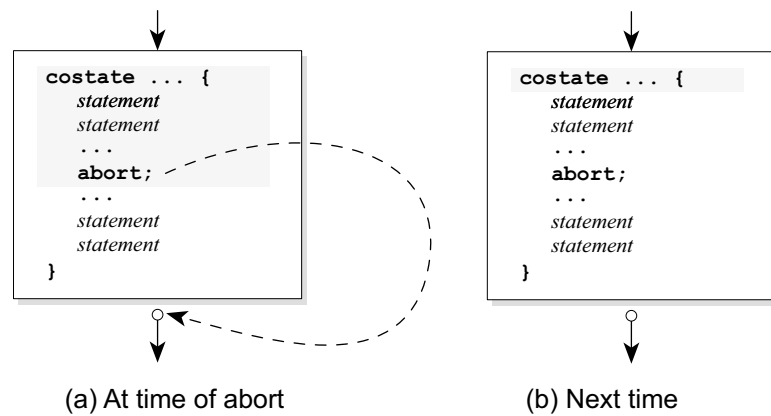 costate ... {
statement
statement
...
abort;
...
statement
statement
}
(a) At time of abort
costate ... {
statement
statement
...
abort;
...
statement
statement
}
(b) Next time